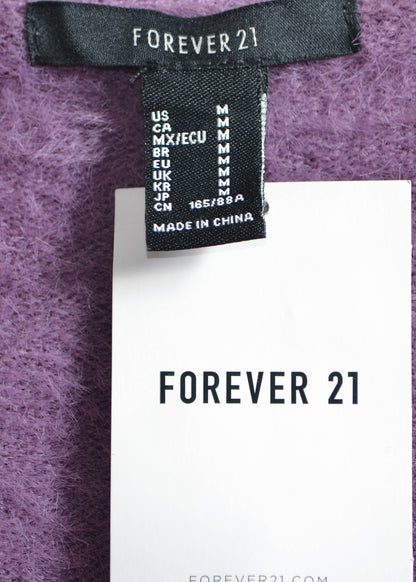 FOREVER 21
US M
CA M
MX/ECU M
BR M
EU M
UK M
KR M
JP M
CN 165/88A
MADE IN CHINA
FOREVER 21
FOREVER21.COM